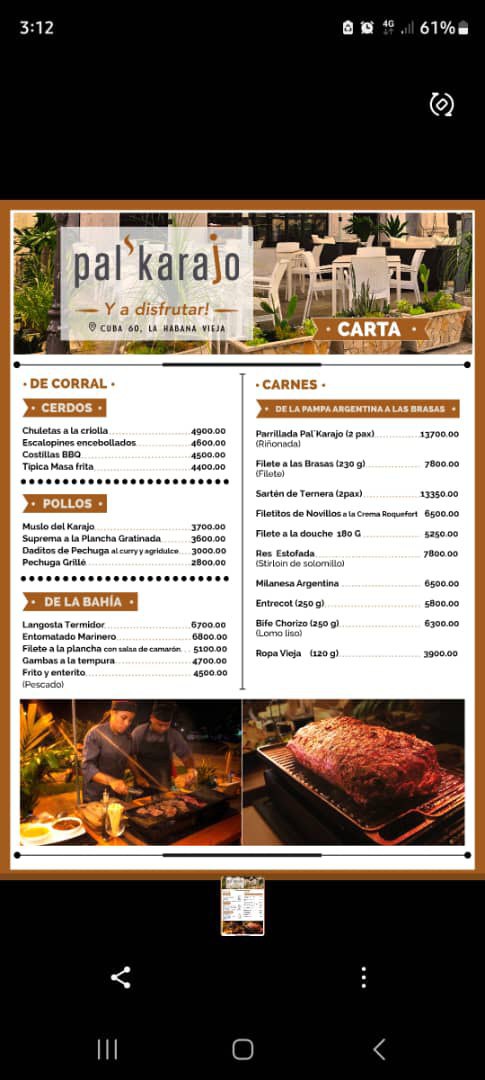 3:12
4G
61%
pal'karajo
Y a disfrutar!
CUBA 60, LA HABANA VIEJA
CARTA
DE CORRAL
CERDOS
Chuletas a la criolla 4900.00
Escalopines encebollados 4600.00
Costillas BBQ 4500.00
Tipica Masa frita 4400.00
POLLOS
Muslo del Karajo 3700.00
Suprema a la Plancha Gratinada 3600.00
Daditos de Pechuga al curry y agridulce 3000.00
Pechuga Grillé 2800.00
DE LA BAHÍA
Langosta Termidor 6700.00
Entomatado Marinero 6800.00
Filete a la plancha con salsa de camarón 5100.00
Gambas a la tempura 4700.00
Frito y enterito 4500.00
(Pescado)
CARNES
DE LA PAMPA ARGENTINA A LAS BRASAS
Parrillada Pal´Karajo (2 pax) 13700.00
(Riñonada)
Filete a las Brasas (230 g) 7800.00
(Filete)
Sartén de Ternera (2pax) 13350.00
Filetitos de Novillos a la Crema Roquefort 6500.00
Filete a la douche 180 G 5250.00
Res Estofada 7800.00
(Stirloin de solomillo)
Milanesa Argentina 6500.00
Entrecot (250 g) 5800.00
Bife Chorizo (250 g) 6300.00
(Lomo liso)
Ropa Vieja (120 g) 3900.00